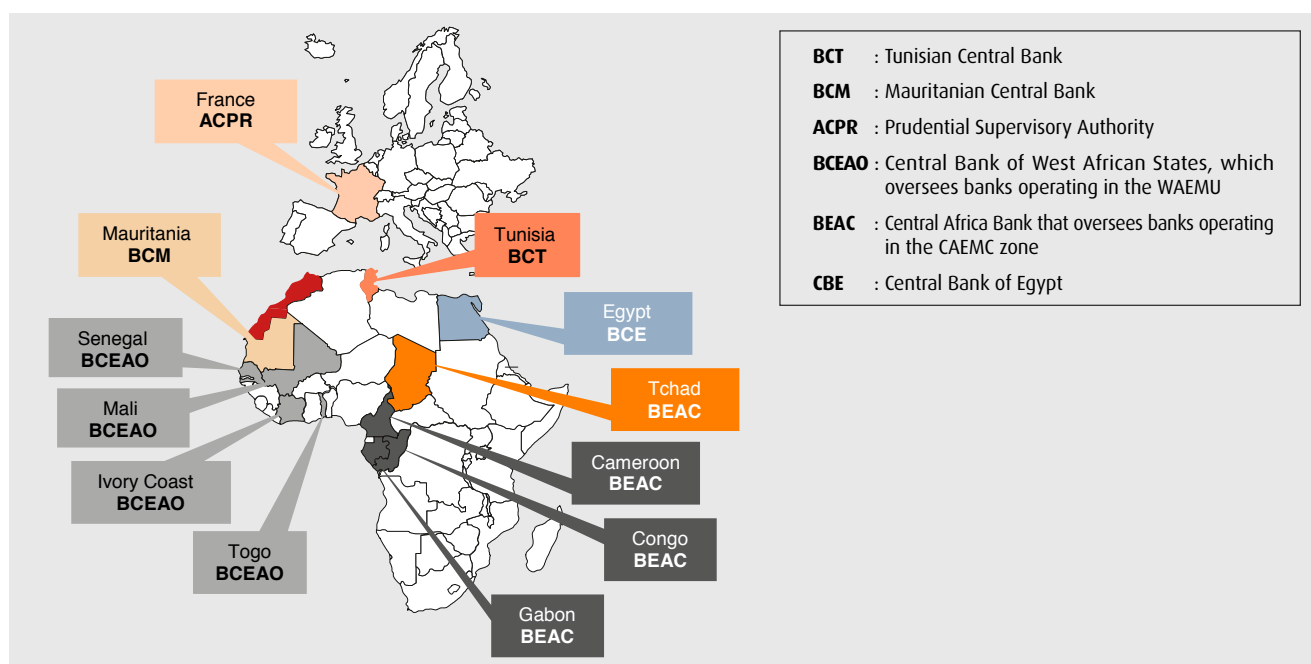 France
ACPR
Mauritania
BCM
Tunisia
BCT
Senegal
BCEAO
Egypt
BCE
Mali
BCEAO
Tchad
BEAC
Ivory Coast
BCEAO
Cameroon
BEAC
Togo
BCEAO
Congo
BEAC
Gabon
BEAC
BCT : Tunisian Central Bank
BCM : Mauritanian Central Bank
ACPR : Prudential Supervisory Authority
BCEAO : Central Bank of West African States, which
oversees banks operating in the WAEMU
BEAC : Central Africa Bank that oversees banks operating
in the CAEMC zone
CBE : Central Bank of Egypt